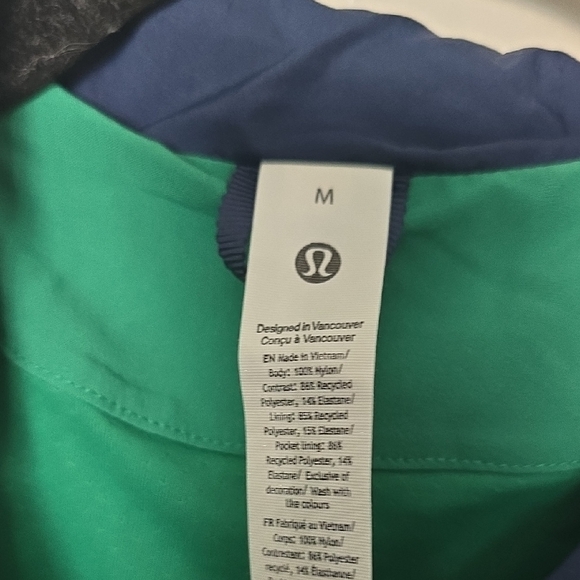 M
Designed in Vancouver
Conçu à Vancouver
EN Made in Vietnam/
Body: 100% Nylon/
Contrast: 86% Recycled
Polyester, 14% Elastane/
Lining: 85% Recycled
Polyester, 15% Elastane/
Pocket lining: 86%
Recycled Polyester, 14%
Elastane/ Exclusive of
decoration/ Wash with
like colours
FR Fabriqué au Vietnam/
Corps: 100% Nylon/
Contrastant: 86% Polyester
recyclé, 14% Élasthanne/